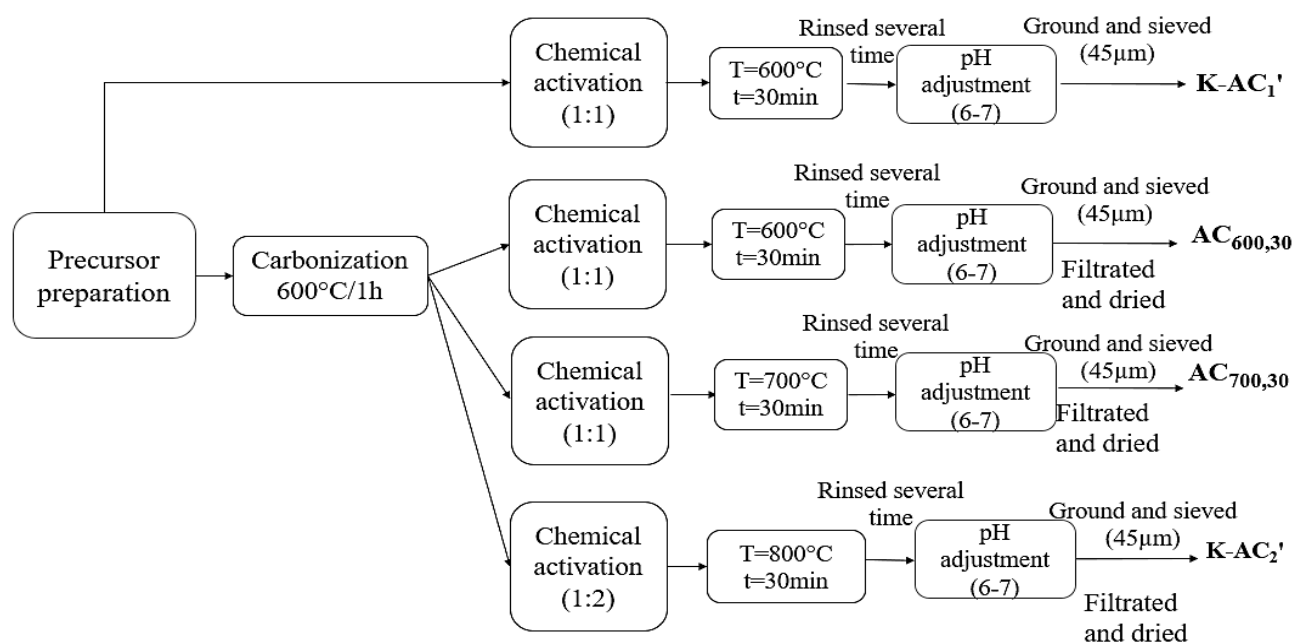 Chemical
activation
(1:1)
T=600°C
t=30min
Rinsed several
time
pH
adjustment
(6-7)
Ground and sieved
(45µm)
K-AC₁'
Precursor
preparation
Carbonization
600°C/1h
Chemical
activation
(1:1)
T=600°C
t=30min
Rinsed several
time
pH
adjustment
(6-7)
Ground and sieved
(45µm)
Filtrated
and dried
AC₆₀₀,₃₀
Chemical
activation
(1:1)
T=700°C
t=30min
Rinsed several
time
pH
adjustment
(6-7)
Ground and sieved
(45µm)
Filtrated
and dried
AC₇₀₀,₃₀
Chemical
activation
(1:2)
T=800°C
t=30min
Rinsed several
time
pH
adjustment
(6-7)
Ground and sieved
(45µm)
Filtrated
and dried
K-AC₂'